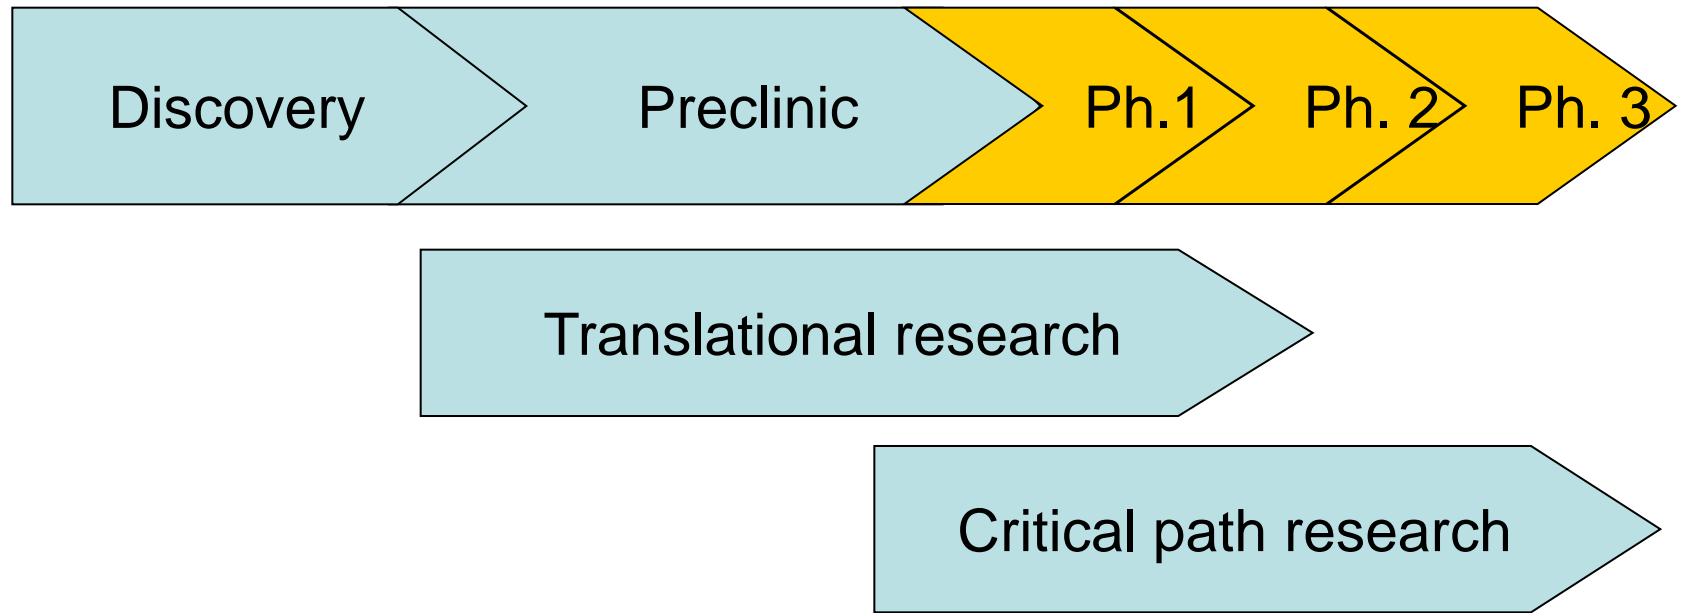 Discovery Preclinic Ph.1 Ph. 2 Ph. 3
Translational research
Critical path research